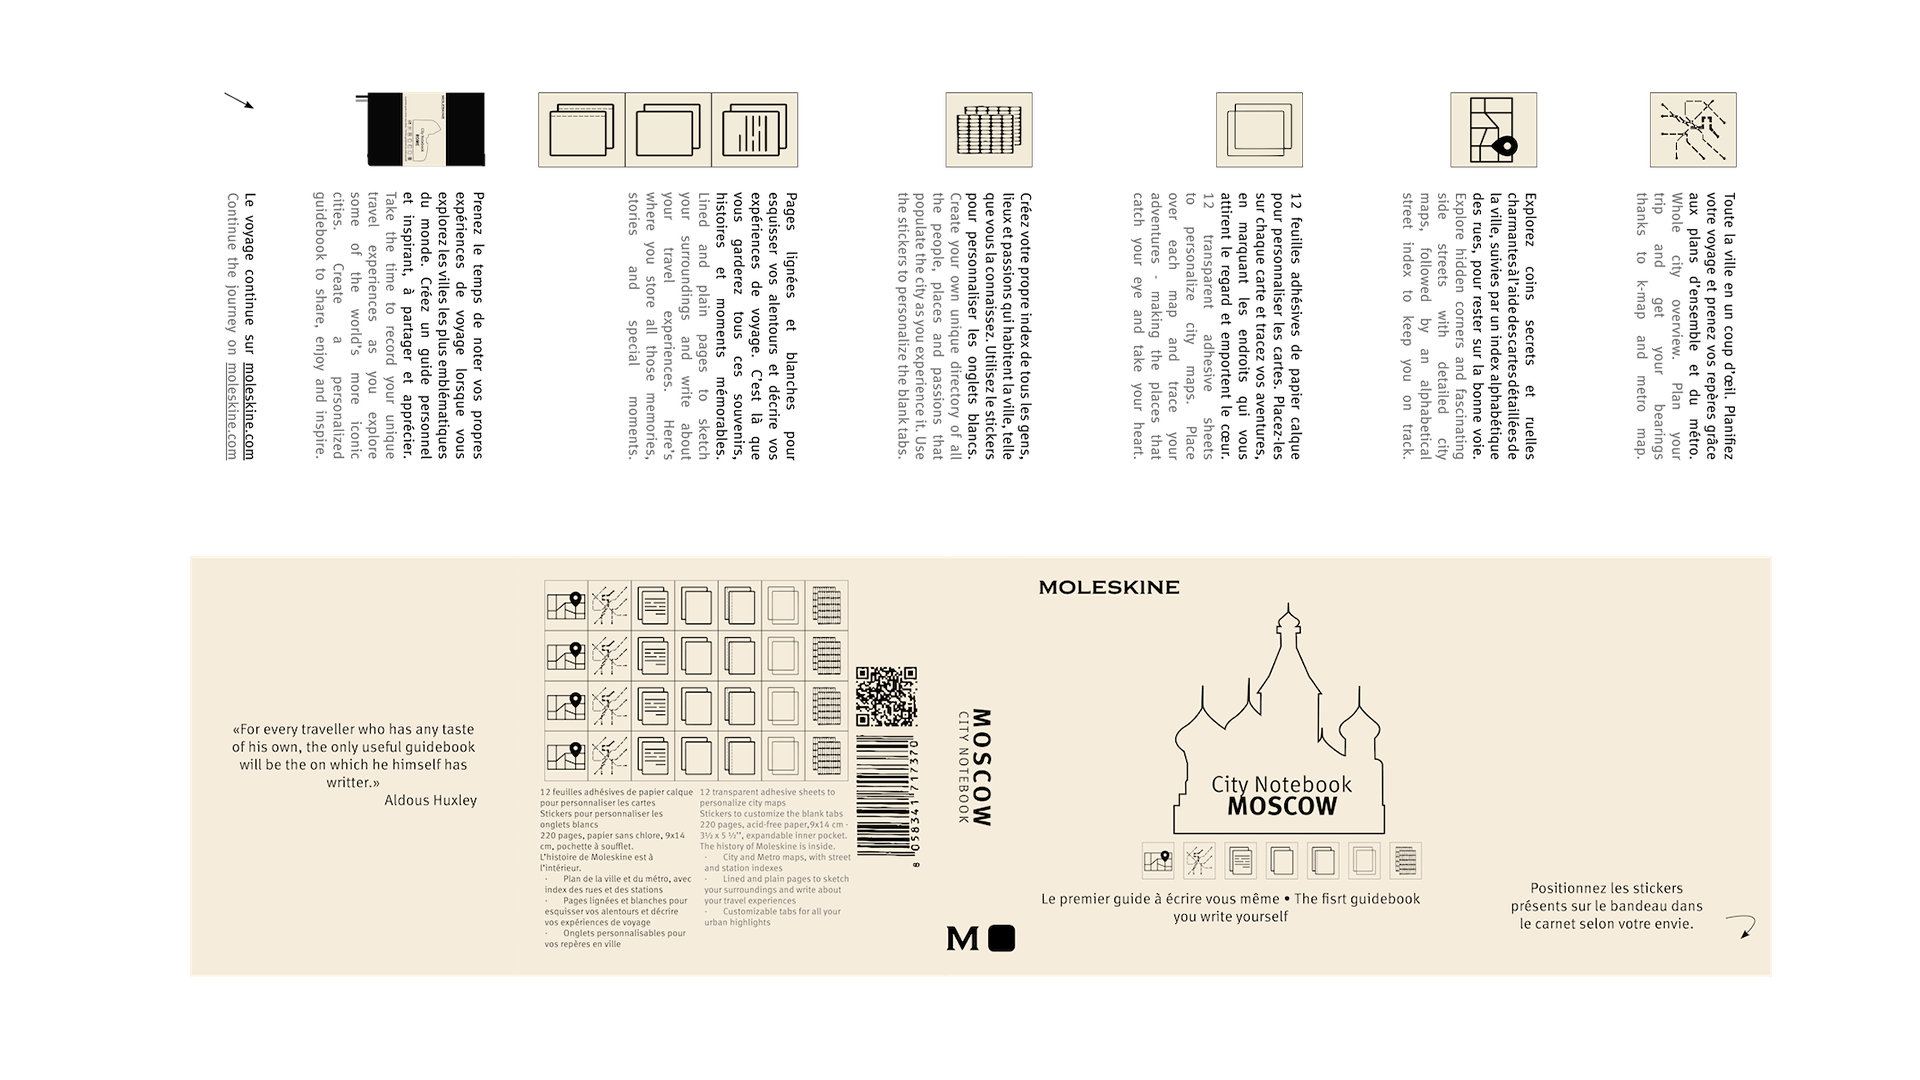 Le voyage continue sur moleskine.com
Continue the journey on moleskine.com
Prenez le temps de noter vos propres
expériences de voyage lorsque vous
explorez les villes les plus emblématiques
du monde. Créez un guide personnel
et inspirant, à partager et apprécier.
Take the time to record your unique
travel experiences as you explore
some of the world's more iconic
cities. Create a personalized
guidebook to share, enjoy and inspire.
Pages lignées et blanches pour
esquisser vos alentours et décrire vos
expériences de voyage. C'est là que
vous garderez tous ces souvenirs,
histoires et moments mémorables.
Lined and plain pages to sketch
your surroundings and write about
your travel experiences. Here's
where you store all those memories,
stories and special moments.
Créez votre propre index de tous les gens,
lieux et passions qui habitent la ville, telle
que vous la connaissez. Utilisez le stickers
pour personnaliser les onglets blancs.
Create your own unique directory of all
the people, places and passions that
populate the city as you experience it. Use
the stickers to personalize the blank tabs.
12 feuilles adhésives de papier calque
pour personnaliser les cartes. Placez-les
sur chaque carte et tracez vos aventures,
en marquant les endroits qui vous
attirent le regard et emportent le cœur.
12 transparent adhesive sheets
to personalize city maps. Place
over each map and trace your
adventures - making the places that
catch your eye and take your heart.
Explorez coins secrets et ruelles
charmantes à l'aide des cartes détaillées de
la ville, suivies par un index alphabétique
des rues, pour rester sur la bonne voie.
Explore hidden corners and fascinating
side streets with detailed city
maps, followed by an alphabetical
street index to keep you on track.
Toute la ville en un coup d'œil. Planifiez
votre voyage et prenez vos repères grâce
aux plans d'ensemble et du métro.
Whole city overview. Plan your
trip and get your bearings
thanks to k-map and metro map.
«For every traveller who has any taste
of his own, the only useful guidebook
will be the on which he himself has
writter.»
Aldous Huxley
12 feuilles adhésives de papier calque
pour personnaliser les cartes
Stickers pour personnaliser les
onglets blancs
220 pages, papier sans chlore, 9x14
cm, pochette à soufflet.
L'histoire de Moleskine est à
l'intérieur.
· Plan de la ville et du métro, avec
index des rues et des stations
· Pages lignées et blanches pour
esquisser vos alentours et décrire
vos expériences de voyage
· Onglets personnalisables pour
vos repères en ville
12 transparent adhesive sheets to
personalize city maps
Stickers to customize the blank tabs
220 pages, acid-free paper,9x14 cm -
3½ x 5 ½'', expandable inner pocket.
The history of Moleskine is inside.
· City and Metro maps, with street
and station indexes
· Lined and plain pages to sketch
your surroundings and write about
your travel experiences
· Customizable tabs for all your
urban highlights
8 058341 717320
MOSCOW
CITY NOTEBOOK
M
MOLESKINE
City Notebook
MOSCOW
Le premier guide à écrire vous même • The fisrt guidebook
you write yourself
Positionnez les stickers
présents sur le bandeau dans
le carnet selon votre envie.